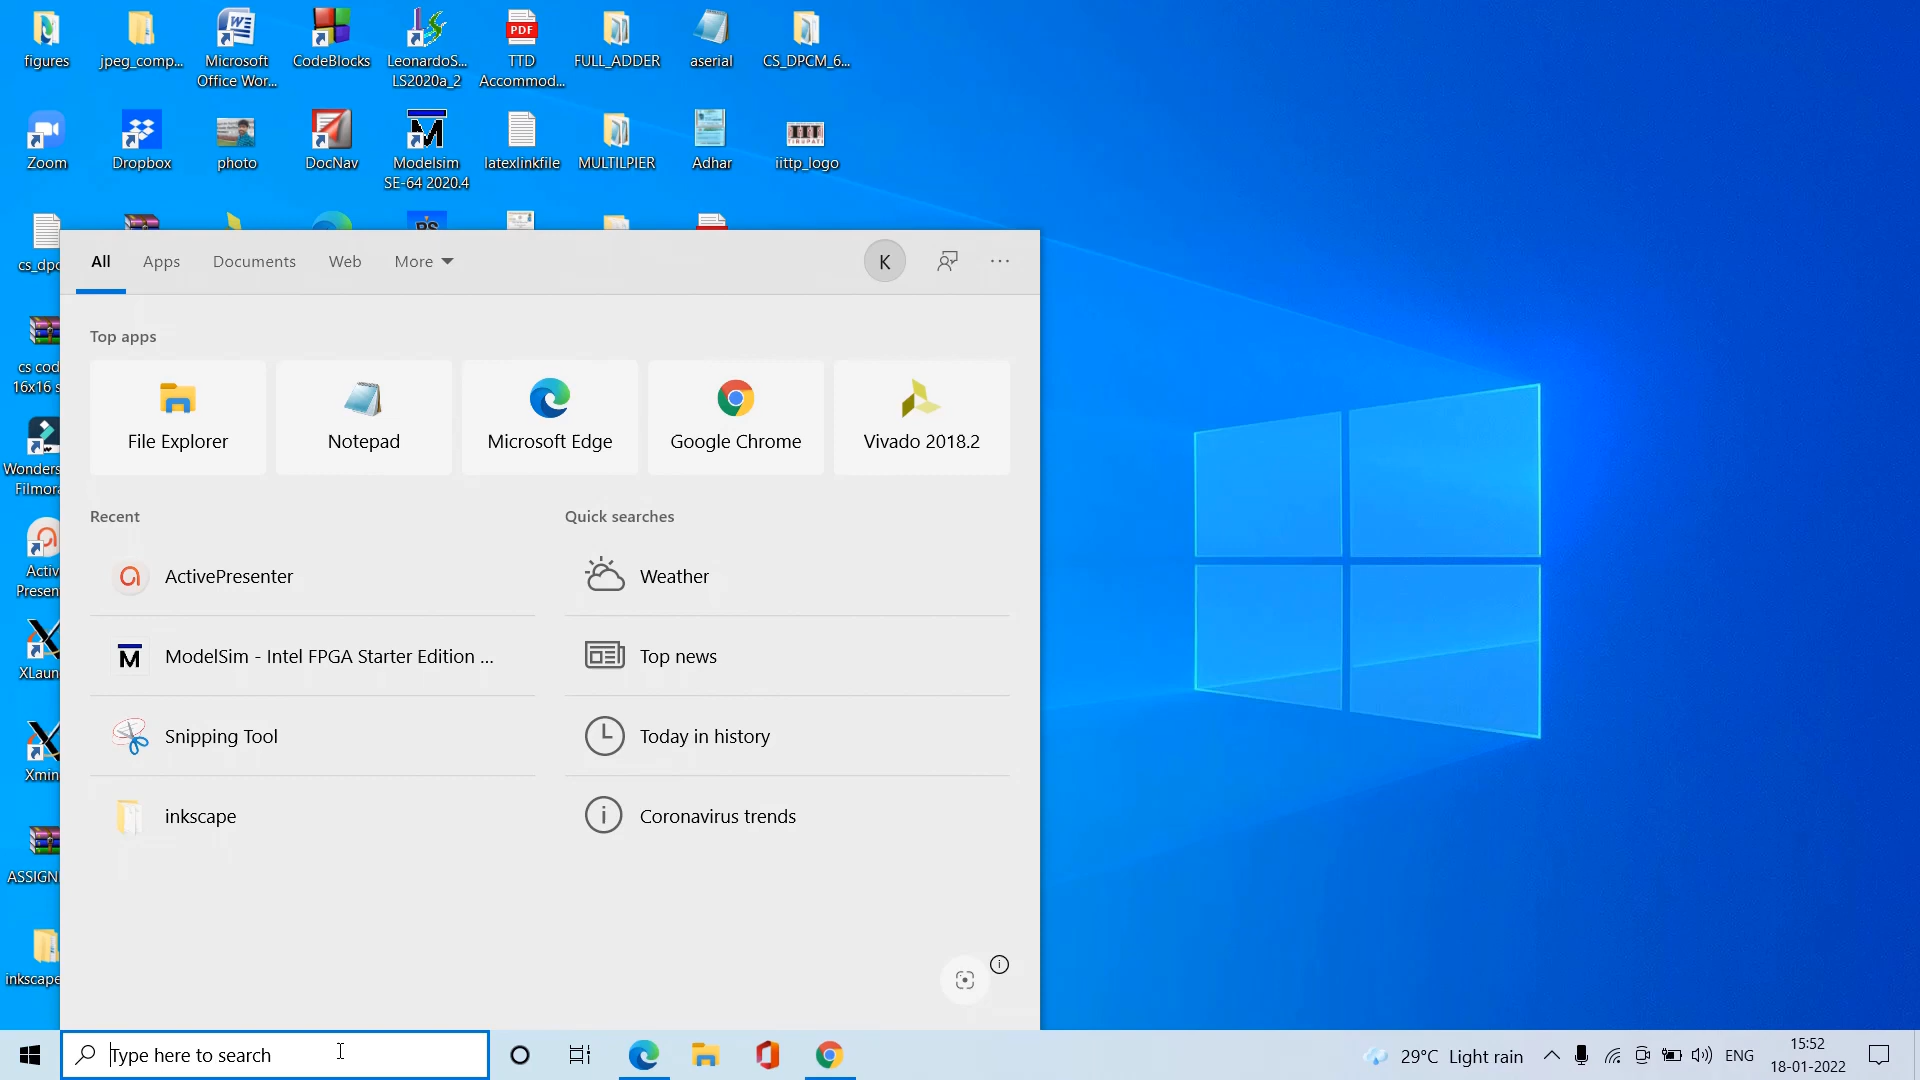 figures
jpeg_comp...
Microsoft
Office Wor...
CodeBlocks
LeonardoS...
LS2020a_2
PDF
TTD
Accommod...
FULL_ADDER
aserial
CS_DPCM_6...
Zoom
Dropbox
photo
DocNav
Modelsim
SE-64 2020.4
latexlinkfile
MULTILPIER
Adhar
iittp_logo
cs_dpc
cs cod
16x16 s
Wonders
Filmora
Activ
Presen
XLaun
Xmin
ASSIGN
inkscape
All
Apps
Documents
Web
More
K
Top apps
File Explorer
Notepad
Microsoft Edge
Google Chrome
Vivado 2018.2
Recent
ActivePresenter
ModelSim - Intel FPGA Starter Edition ...
Snipping Tool
inkscape
Quick searches
Weather
Top news
Today in history
Coronavirus trends
Type here to search
29°C Light rain
ENG
15:52
18-01-2022